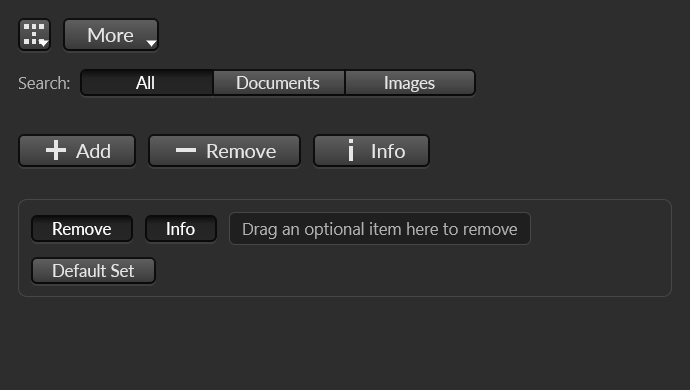 More
Search: All Documents Images
Add Remove Info
Remove Info Drag an optional item here to remove
Default Set